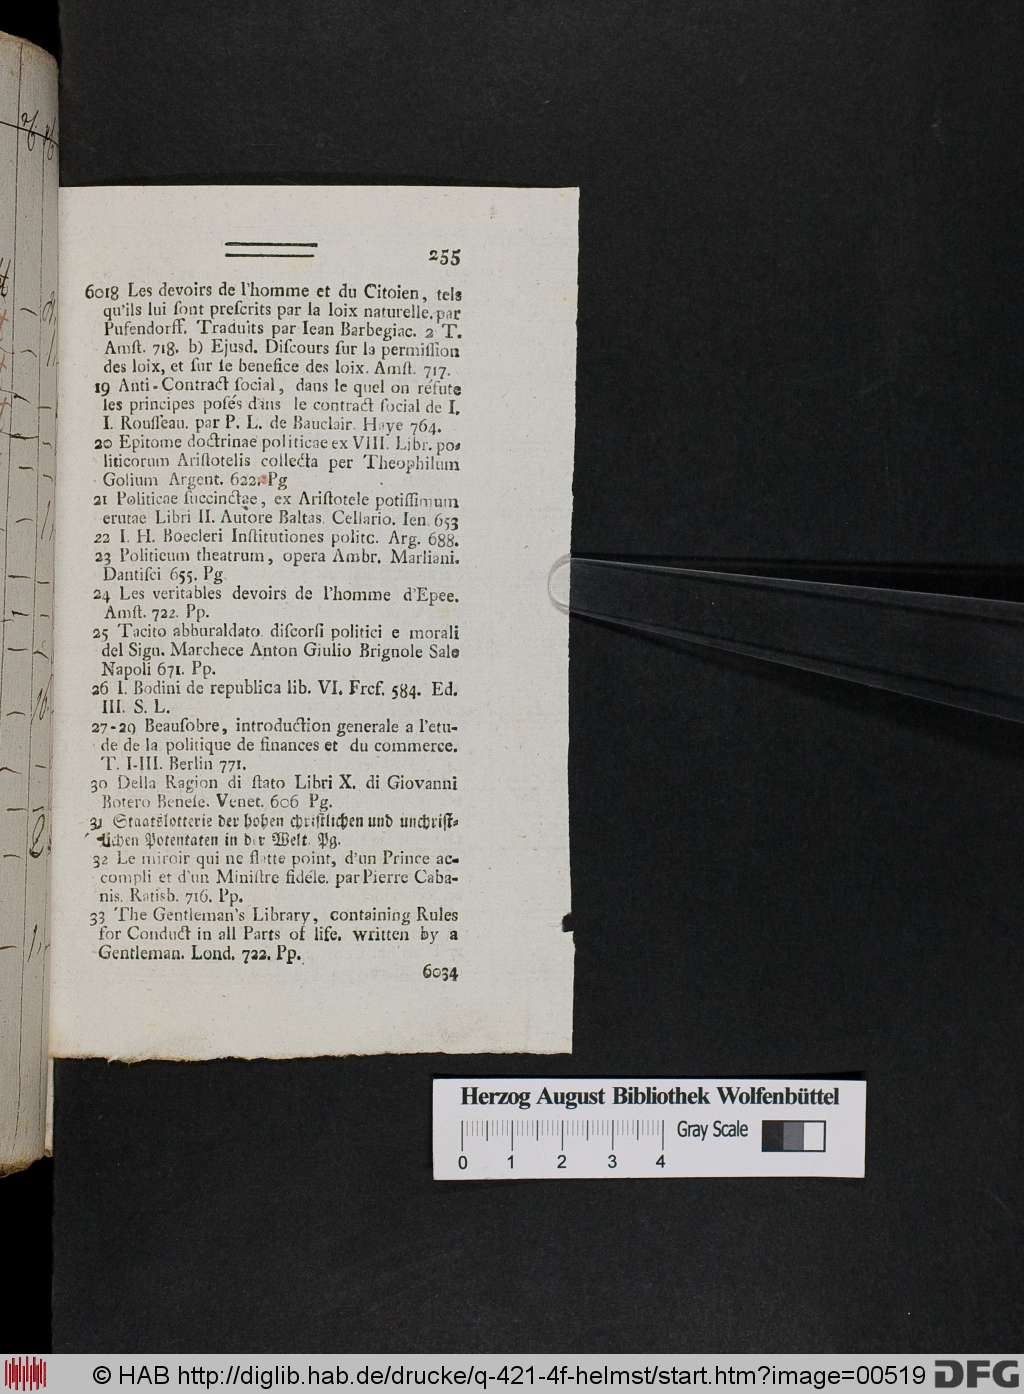 255
6018 Les devoirs de l'homme et du Citoien, tels
qu'ils lui ſont preſcrits par la loix naturelle. par
Pufendorff. Traduits par Iean Barbegiac. 2 T.
Amſt. 718. b) Ejusd. Diſcours ſur la permiſſion
des loix, et ſur le benefice des loix. Amſt. 717.
19 Anti-Contract ſocial, dans le quel on réfute
les principes poſés dans le contract ſocial de I.
I. Rouſſeau. par P. L. de Bauclair. Haye 764.
20 Epitome doctrinae politicae ex VIII. Libr. po-
liticorum Ariſtotelis collecta per Theophilum
Golium Argent. 622. Pg
21 Politicae ſuccinctae, ex Ariſtotele potiſſimum
erutae Libri II. Autore Baltas. Cellario. Ien. 653
22 I. H. Boecleri Inſtitutiones politc. Arg. 688.
23 Politicum theatrum, opera Ambr. Marliani.
Dantiſci 655. Pg
24 Les veritables devoirs de l'homme d'Epee.
Amſt. 722. Pp.
25 Tacito abburaldato. diſcorſi politici e morali
del Sign. Marchece Anton Giulio Brignole Sale
Napoli 671. Pp.
26 I. Bodini de republica lib. VI. Frcf. 584. Ed.
III. S. L.
27-29 Beauſobre, introduction generale a l'etu-
de de la politique de finances et du commerce.
T. I-III. Berlin 771.
30 Della Ragion di ſtato Libri X. di Giovanni
Botero Beneſe. Venet. 606 Pg.
31 Staatslotterie der hohen chriſtlichen und unchriſt-
lichen Potentaten in der Welt. Pg.
32 Le miroir qui ne flatte point, d'un Prince ac-
compli et d'un Miniſtre fidéle. par Pierre Caba-
nis. Ratisb. 716. Pp.
33 The Gentleman's Library, containing Rules
for Conduct in all Parts of life. written by a
Gentleman. Lond. 722. Pp.
6034
Herzog August Bibliothek Wolfenbüttel
Gray Scale
0 1 2 3 4
© HAB http://diglib.hab.de/drucke/q-421-4f-helmst/start.htm?image=00519 DFG